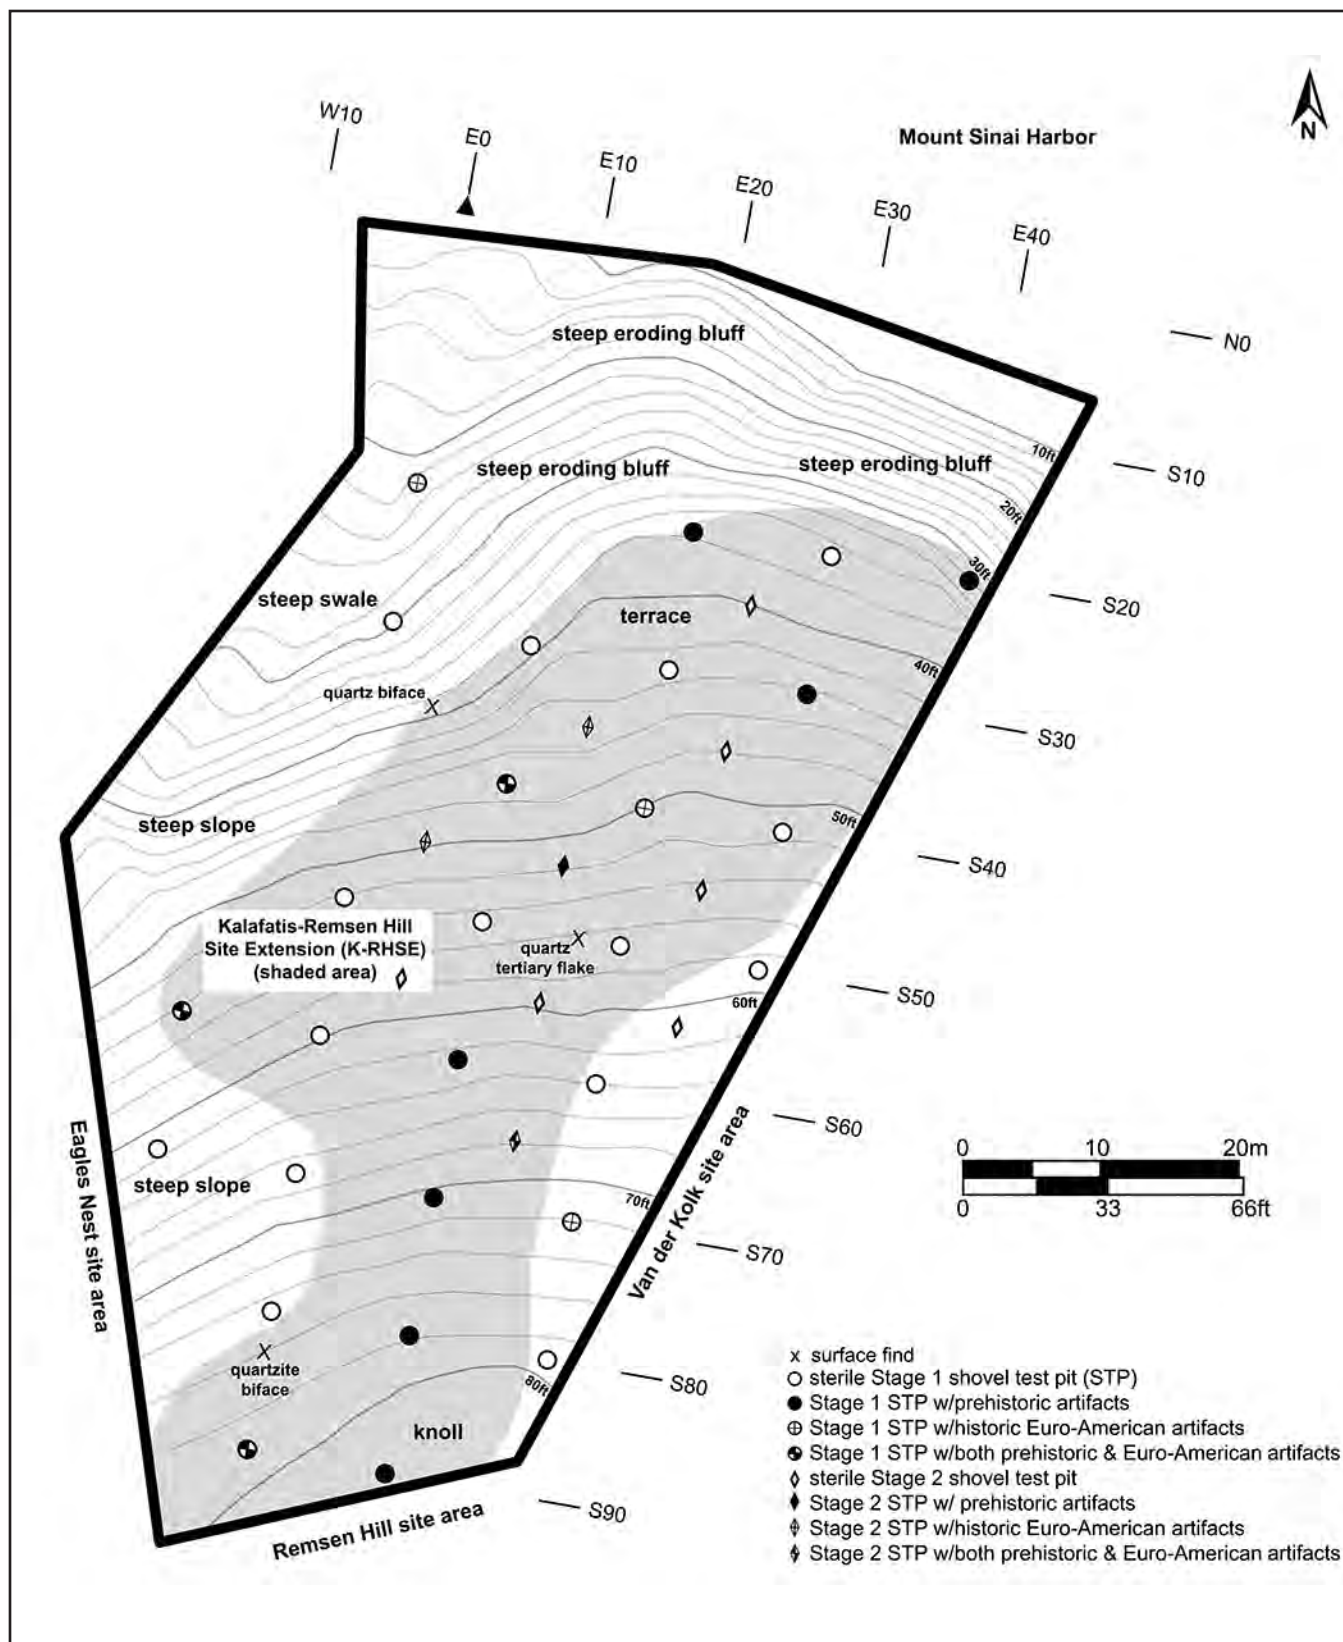 W10
E0
E10
E20
E30
E40
Mount Sinai Harbor
N
N0
steep eroding bluff
10ft
S10
steep eroding bluff
steep eroding bluff
20ft
30ft
steep swale
terrace
S20
40ft
quartz biface
x
S30
steep slope
50ft
S40
Kalafatis-Remsen Hill
Site Extension (K-RHSE)
(shaded area)
x
quartz
tertiary flake
S50
60ft
Eagles Nest site area
Van der Kolk site area
S60
0 10 20m
0 33 66ft
steep slope
70ft
S70
x
quartzite
biface
80ft
S80
knoll
S90
Remsen Hill site area
x surface find
sterile Stage 1 shovel test pit (STP)
Stage 1 STP w/prehistoric artifacts
Stage 1 STP w/historic Euro-American artifacts
Stage 1 STP w/both prehistoric & Euro-American artifacts
sterile Stage 2 shovel test pit
Stage 2 STP w/ prehistoric artifacts
Stage 2 STP w/historic Euro-American artifacts
Stage 2 STP w/both prehistoric & Euro-American artifacts